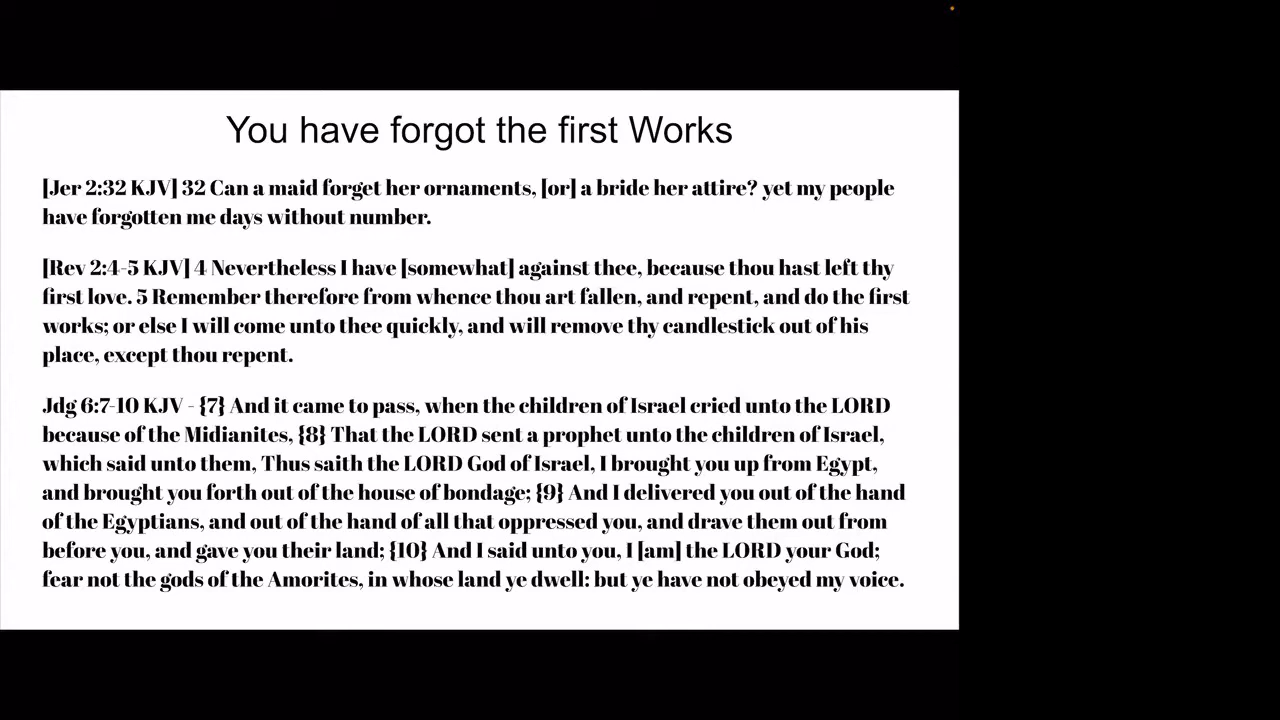 You have forgot the first Works
[Jer 2:32 KJV] 32 Can a maid forget her ornaments, [or] a bride her attire? yet my people
have forgotten me days without number.
[Rev 2:4-5 KJV] 4 Nevertheless I have [somewhat] against thee, because thou hast left thy
first love. 5 Remember therefore from whence thou art fallen, and repent, and do the first
works; or else I will come unto thee quickly, and will remove thy candlestick out of his
place, except thou repent.
Jdg 6:7-10 KJV - {7} And it came to pass, when the children of Israel cried unto the LORD
because of the Midianites, {8} That the LORD sent a prophet unto the children of Israel,
which said unto them, Thus saith the LORD God of Israel, I brought you up from Egypt,
and brought you forth out of the house of bondage; {9} And I delivered you out of the hand
of the Egyptians, and out of the hand of all that oppressed you, and drave them out from
before you, and gave you their land; {10} And I said unto you, I [am] the LORD your God;
fear not the gods of the Amorites, in whose land ye dwell: but ye have not obeyed my voice.